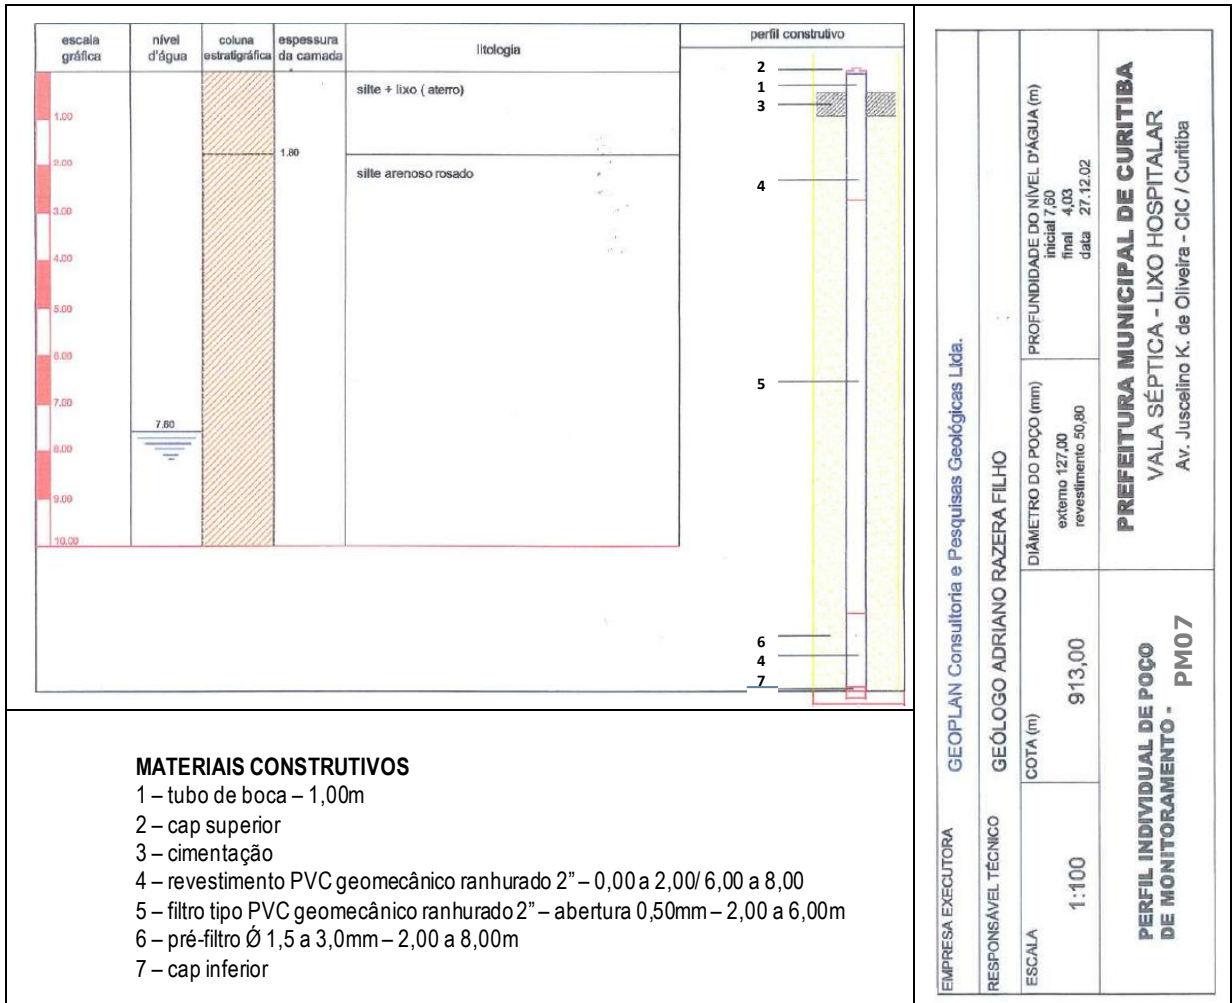 escala gráfica
nível d'água
coluna estratigráfica
espessura da camada
litologia
perfil construtivo
silte + lixo ( aterro)
1.00
1.80
2.00
silte arenoso rosado
3.00
4.00
5.00
6.00
7.00
7.60
8.00
9.00
10.00
2
1
3
4
5
6
4
7
MATERIAIS CONSTRUTIVOS
1 – tubo de boca – 1,00m
2 – cap superior
3 – cimentação
4 – revestimento PVC geomecânico ranhurado 2” – 0,00 a 2,00/ 6,00 a 8,00
5 – filtro tipo PVC geomecânico ranhurado 2” – abertura 0,50mm – 2,00 a 6,00m
6 – pré-filtro Ø 1,5 a 3,0mm – 2,00 a 8,00m
7 – cap inferior
EMPRESA EXECUTORA
GEOPLAN Consultoria e Pesquisas Geológicas Ltda.
RESPONSÁVEL TÉCNICO
GEÓLOGO ADRIANO RAZERA FILHO
ESCALA
1:100
COTA (m)
913,00
DIÂMETRO DO POÇO (mm)
externo 127,00
revestimento 50,80
PROFUNDIDADE DO NÍVEL D'ÁGUA (m)
inicial 7,60
final 4,03
data 27.12.02
PERFIL INDIVIDUAL DE POÇO
DE MONITORAMENTO - PM07
PREFEITURA MUNICIPAL DE CURITIBA
VALA SÉPTICA - LIXO HOSPITALAR
Av. Juscelino K. de Oliveira - CIC / Curitiba